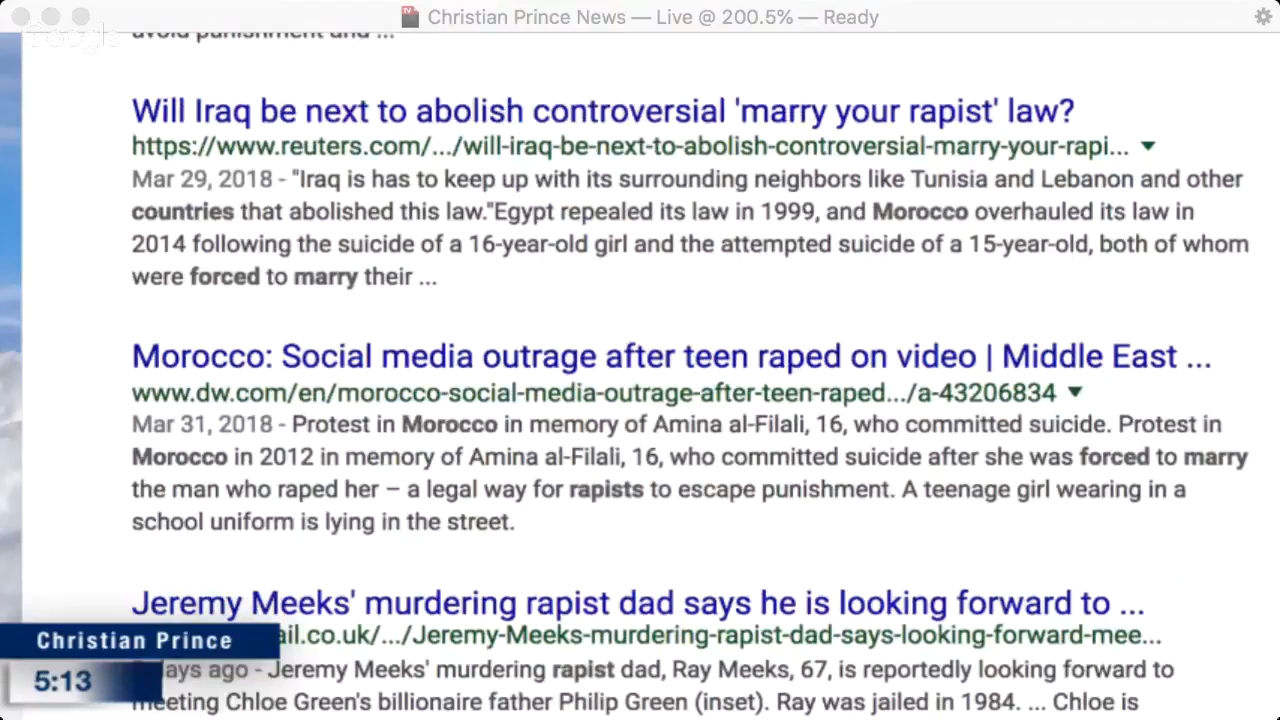 Christian Prince News — Live @ 200.5% — Ready
Google
avoid punishment and ...
Will Iraq be next to abolish controversial 'marry your rapist' law?
https://www.reuters.com/.../will-iraq-be-next-to-abolish-controversial-marry-your-rapi...
Mar 29, 2018 - "Iraq is has to keep up with its surrounding neighbors like Tunisia and Lebanon and other
countries that abolished this law."Egypt repealed its law in 1999, and Morocco overhauled its law in
2014 following the suicide of a 16-year-old girl and the attempted suicide of a 15-year-old, both of whom
were forced to marry their ...
Morocco: Social media outrage after teen raped on video | Middle East ...
www.dw.com/en/morocco-social-media-outrage-after-teen-raped.../a-43206834
Mar 31, 2018 - Protest in Morocco in memory of Amina al-Filali, 16, who committed suicide. Protest in
Morocco in 2012 in memory of Amina al-Filali, 16, who committed suicide after she was forced to marry
the man who raped her – a legal way for rapists to escape punishment. A teenage girl wearing in a
school uniform is lying in the street.
Jeremy Meeks' murdering rapist dad says he is looking forward to ...
ail.co.uk/.../Jeremy-Meeks-murdering-rapist-dad-says-looking-forward-mee...
Christian Prince
days ago - Jeremy Meeks' murdering rapist dad, Ray Meeks, 67, is reportedly looking forward to
5:13
meeting Chloe Green's billionaire father Philip Green (inset). Ray was jailed in 1984. ... Chloe is